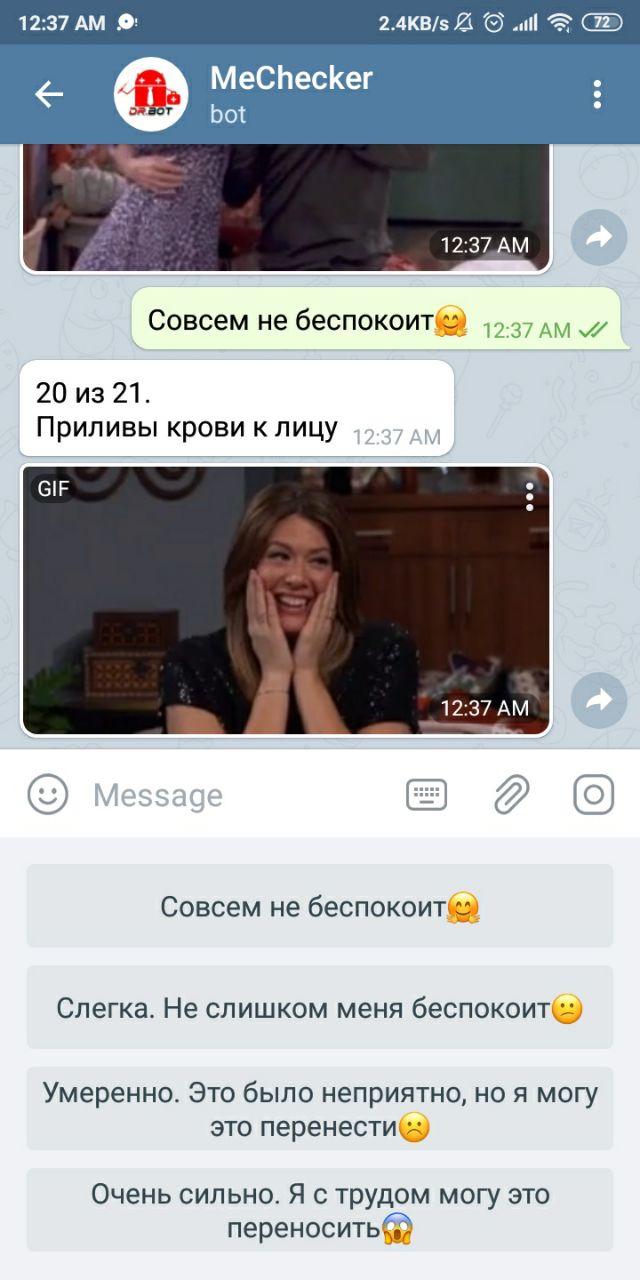 12:37 AM
2.4KB/s
72
MeChecker
bot
DR.BOT
12:37 AM
Совсем не беспокоит🤗 12:37 AM
20 из 21.
Приливы крови к лицу 12:37 AM
GIF
12:37 AM
Message
Совсем не беспокоит🤗
Слегка. Не слишком меня беспокоит😕
Умеренно. Это было неприятно, но я могу
это перенести☹️
Очень сильно. Я с трудом могу это
переносить😱